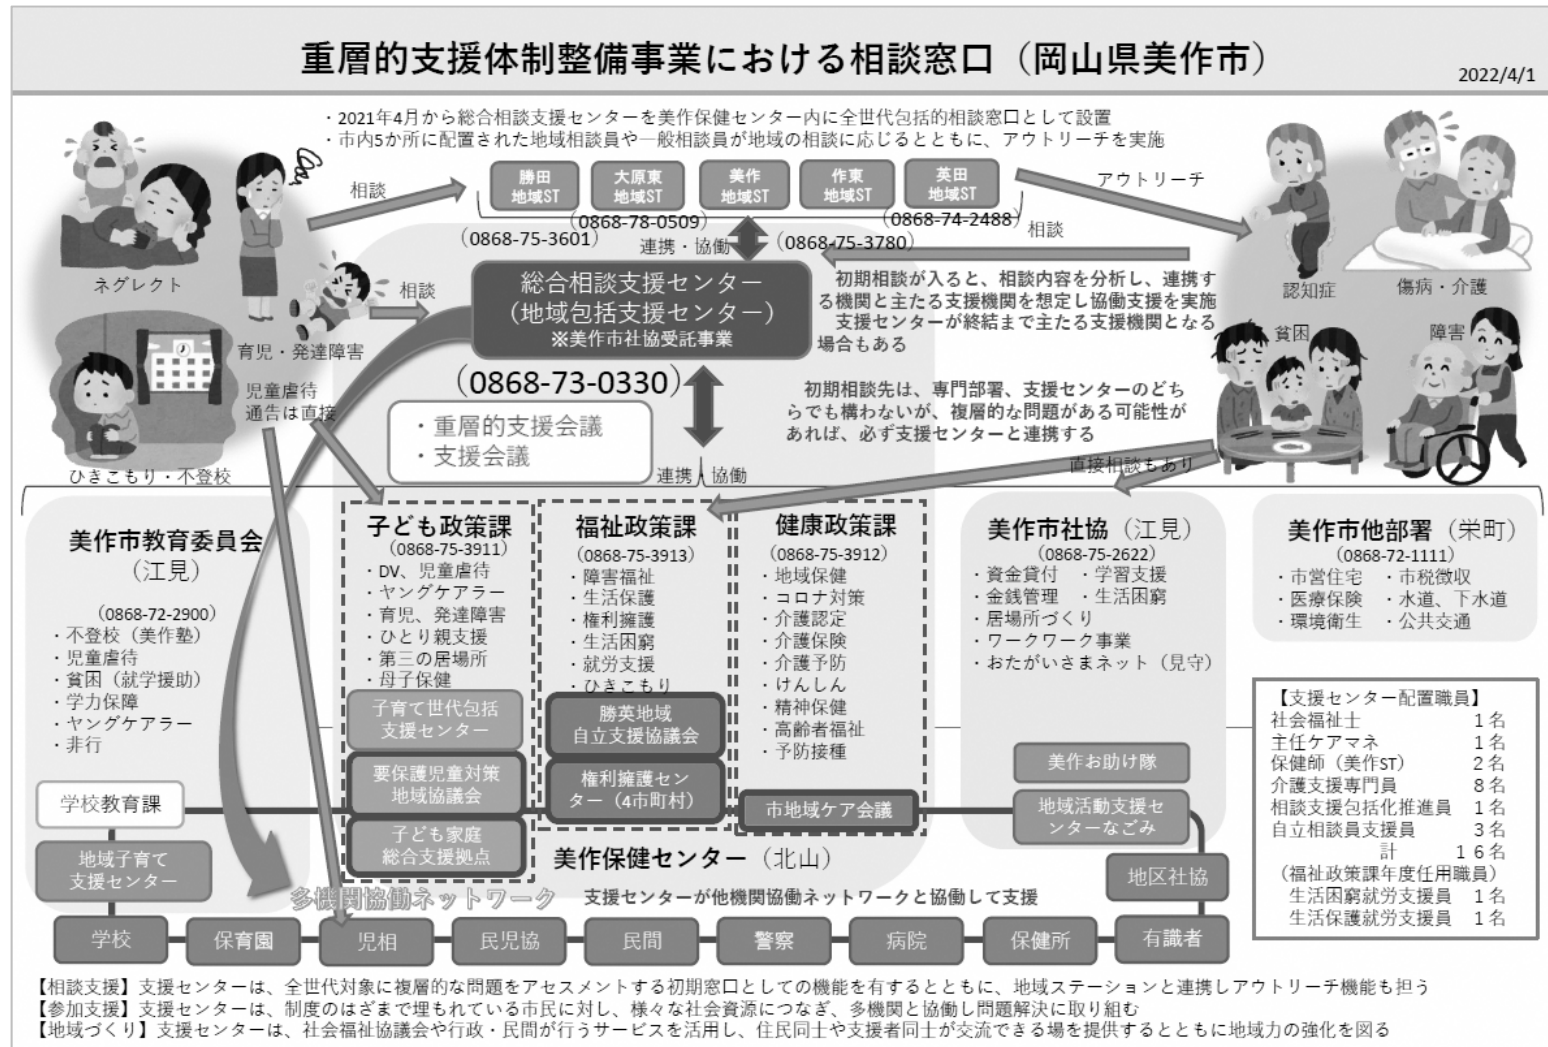 重層的支援体制整備事業における相談窓口（岡山県美作市）
2022/4/1
・2021年4月から総合相談支援センターを美作保健センター内に全世代包括的相談窓口として設置
・市内5か所に配置された地域相談員や一般相談員が地域の相談に応じるとともに、アウトリーチを実施
相談
勝田
地域ST
大原東
地域ST
美作
地域ST
作東
地域ST
英田
地域ST
アウトリーチ
（0868-75-3601）
（0868-78-0509）
（0868-75-3780）
（0868-74-2488）
連携・協働
相談
ネグレクト
相談
育児・発達障害
ひきこもり・不登校
児童虐待
通告は直接
総合相談支援センター
（地域包括支援センター）
※美作市社協受託事業
（0868-73-0330）
・重層的支援会議
・支援会議
連携・協働
初期相談が入ると、相談内容を分析し、連携す
る機関と主たる支援機関を想定し協働支援を実施
支援センターが終結まで主たる支援機関となる
場合もある
初期相談先は、専門部署、支援センターのどち
らでも構わないが、複層的な問題がある可能性が
あれば、必ず支援センターと連携する
認知症
傷病・介護
貧困
障害
直接相談もあり
美作市教育委員会
（江見）
（0868-72-2900）
・不登校（美作塾）
・児童虐待
・貧困（就学援助）
・学力保障
・ヤングケアラー
・非行
学校教育課
地域子育て
支援センター
子ども政策課
（0868-75-3911）
・DV、児童虐待
・ヤングケアラー
・育児、発達障害
・ひとり親支援
・第三の居場所
・母子保健
子育て世代包括
支援センター
要保護児童対策
地域協議会
子ども家庭
総合支援拠点
福祉政策課
（0868-75-3913）
・障害福祉
・生活保護
・権利擁護
・生活困窮
・就労支援
・ひきこもり
勝英地域
自立支援協議会
権利擁護セン
ター（4市町村）
健康政策課
（0868-75-3912）
・地域保健
・コロナ対策
・介護認定
・介護保険
・介護予防
・けんしん
・精神保健
・高齢者福祉
・予防接種
市地域ケア会議
美作保健センター（北山）
美作市社協（江見）
（0868-75-2622）
・資金貸付　・学習支援
・金銭管理　・生活困窮
・居場所づくり
・ワークワーク事業
・おたがいさまネット（見守）
美作お助け隊
地域活動支援セ
ンターなごみ
地区社協
美作市他部署（栄町）
（0868-72-1111）
・市営住宅　・市税徴収
・医療保険　・水道、下水道
・環境衛生　・公共交通
【支援センター配置職員】
社会福祉士　1名
主任ケアマネ　1名
保健師（美作ST）　2名
介護支援専門員　8名
相談支援包括化推進員　1名
自立相談員支援員　3名
計　１６名
（福祉政策課年度任用職員）
生活困窮就労支援員　1名
生活保護就労支援員　1名
多機関協働ネットワーク
支援センターが他機関協働ネットワークと協働して支援
学校
保育園
児相
民児協
民間
警察
病院
保健所
有識者
【相談支援】支援センターは、全世代対象に複層的な問題をアセスメントする初期窓口としての機能を有するとともに、地域ステーションと連携しアウトリーチ機能も担う
【参加支援】支援センターは、制度のはざまで埋もれている市民に対し、様々な社会資源につなぎ、多機関と協働し問題解決に取り組む
【地域づくり】支援センターは、社会福祉協議会や行政・民間が行うサービスを活用し、住民同士や支援者同士が交流できる場を提供するとともに地域力の強化を図る